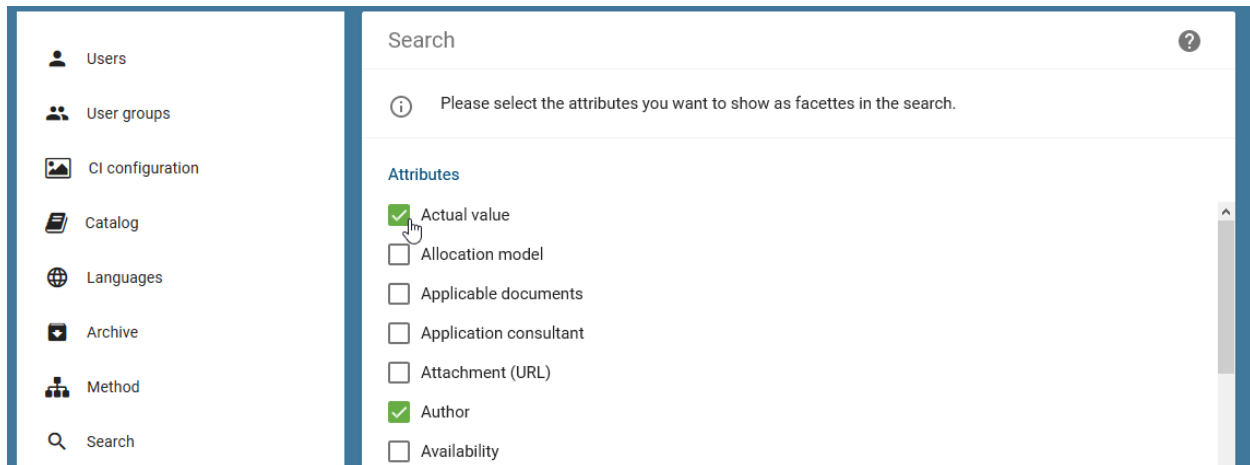 Users
User groups
CI configuration
Catalog
Languages
Archive
Method
Search
Search
Please select the attributes you want to show as facettes in the search.
Attributes
Actual value
Allocation model
Applicable documents
Application consultant
Attachment (URL)
Author
Availability